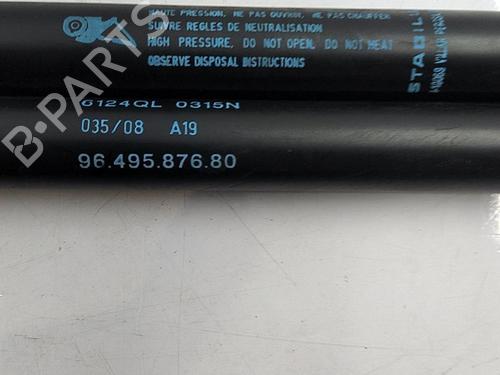 HAUTE PRESSION, NE PAS OUVRIR, NE PAS CHAUFFER
SUIVRE REGLES DE NEUTRALISATION
HIGH PRESSURE, DO NOT OPEN, DO NOT HEAT
OBSERVE DISPOSAL INSTRUCTIONS
STABIL
6124QL 0315N
035/08 A19
96.495.876.80
B-PARTS